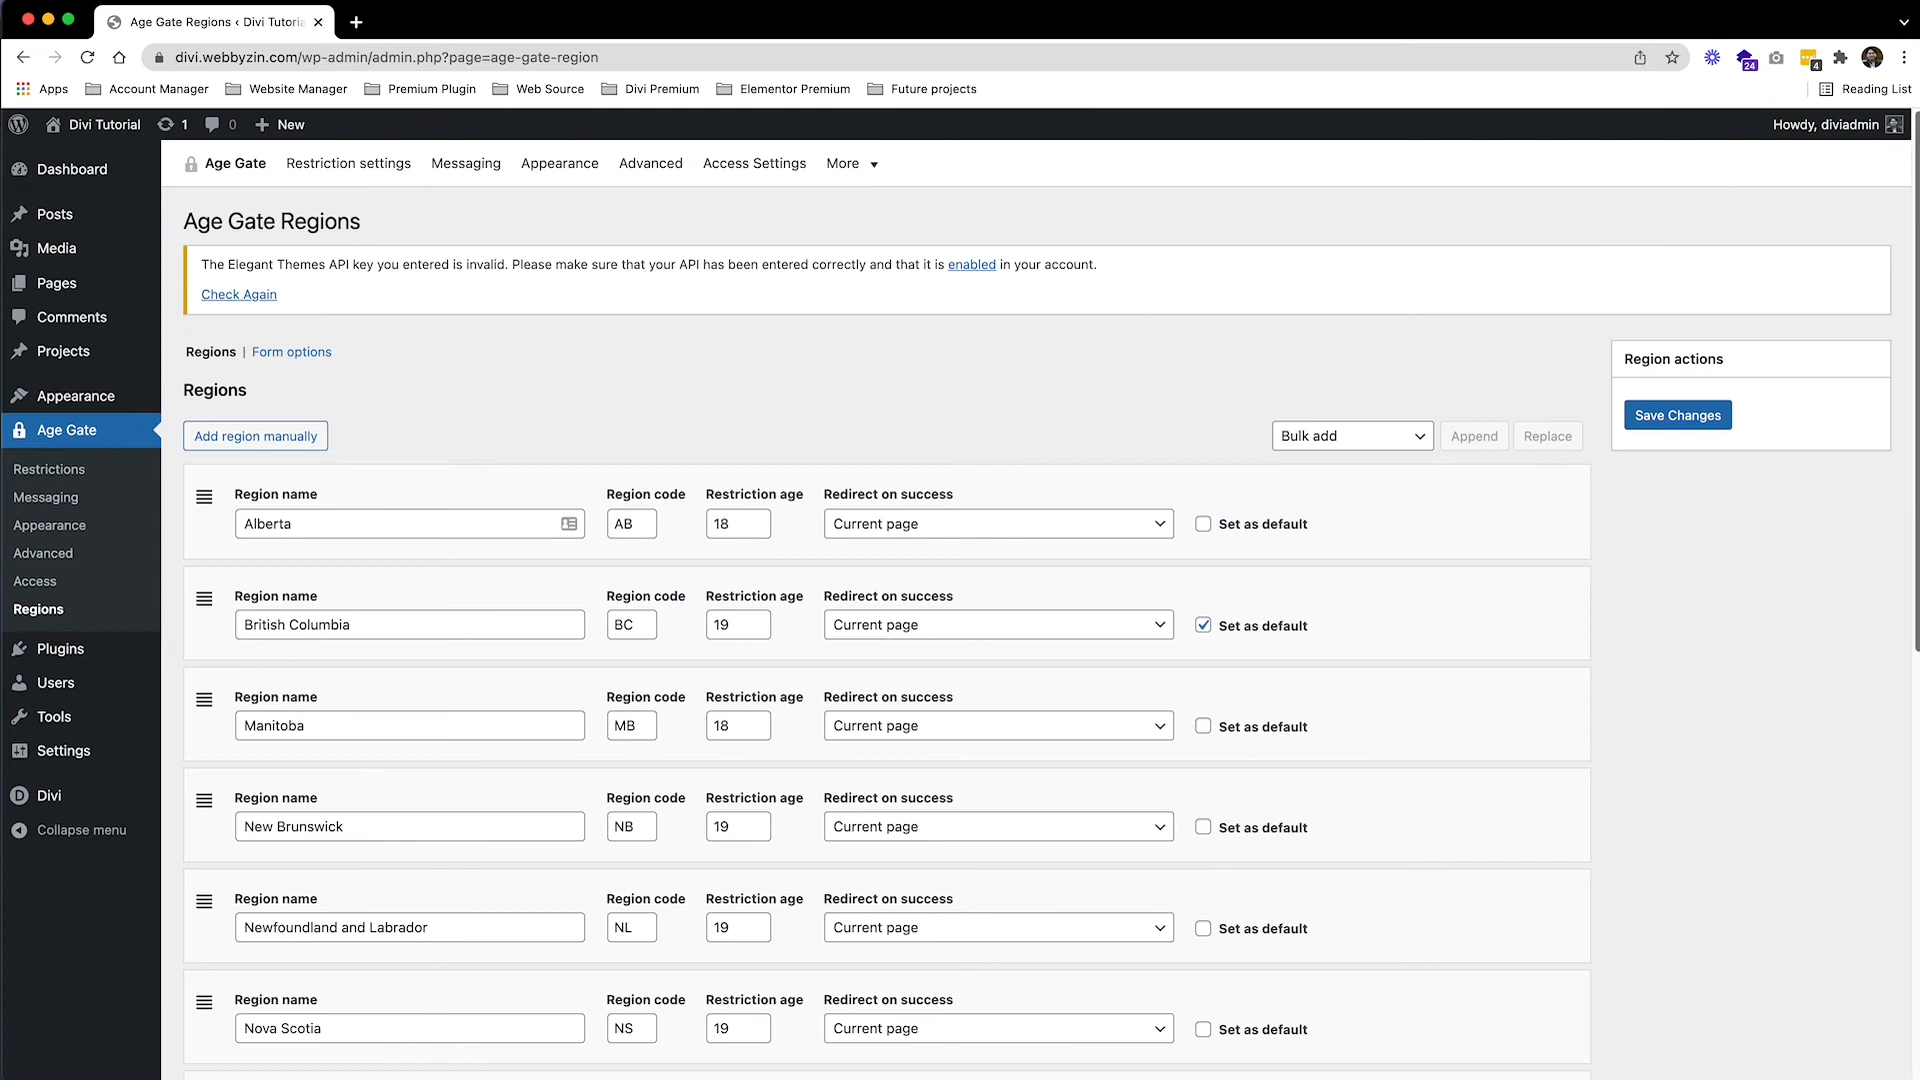 Age Gate Regions ‹ Divi Tutoria
divi.webbyzin.com/wp-admin/admin.php?page=age-gate-region
24
4
Apps Account Manager Website Manager Premium Plugin Web Source Divi Premium Elementor Premium Future projects Reading List
Divi Tutorial 1 0 New Howdy, diviadmin
Age Gate Restriction settings Messaging Appearance Advanced Access Settings More
Dashboard
Posts
Media
Pages
Comments
Projects
Appearance
Age Gate
Restrictions
Messaging
Appearance
Advanced
Access
Regions
Plugins
Users
Tools
Settings
Divi
Collapse menu
Age Gate Regions
The Elegant Themes API key you entered is invalid. Please make sure that your API has been entered correctly and that it is enabled in your account.
Check Again
Regions | Form options
Regions
Add region manually Bulk add Append Replace
Region actions
Save Changes
Region name Region code Restriction age Redirect on success
Alberta AB 18 Current page Set as default
Region name Region code Restriction age Redirect on success
British Columbia BC 19 Current page Set as default
Region name Region code Restriction age Redirect on success
Manitoba MB 18 Current page Set as default
Region name Region code Restriction age Redirect on success
New Brunswick NB 19 Current page Set as default
Region name Region code Restriction age Redirect on success
Newfoundland and Labrador NL 19 Current page Set as default
Region name Region code Restriction age Redirect on success
Nova Scotia NS 19 Current page Set as default